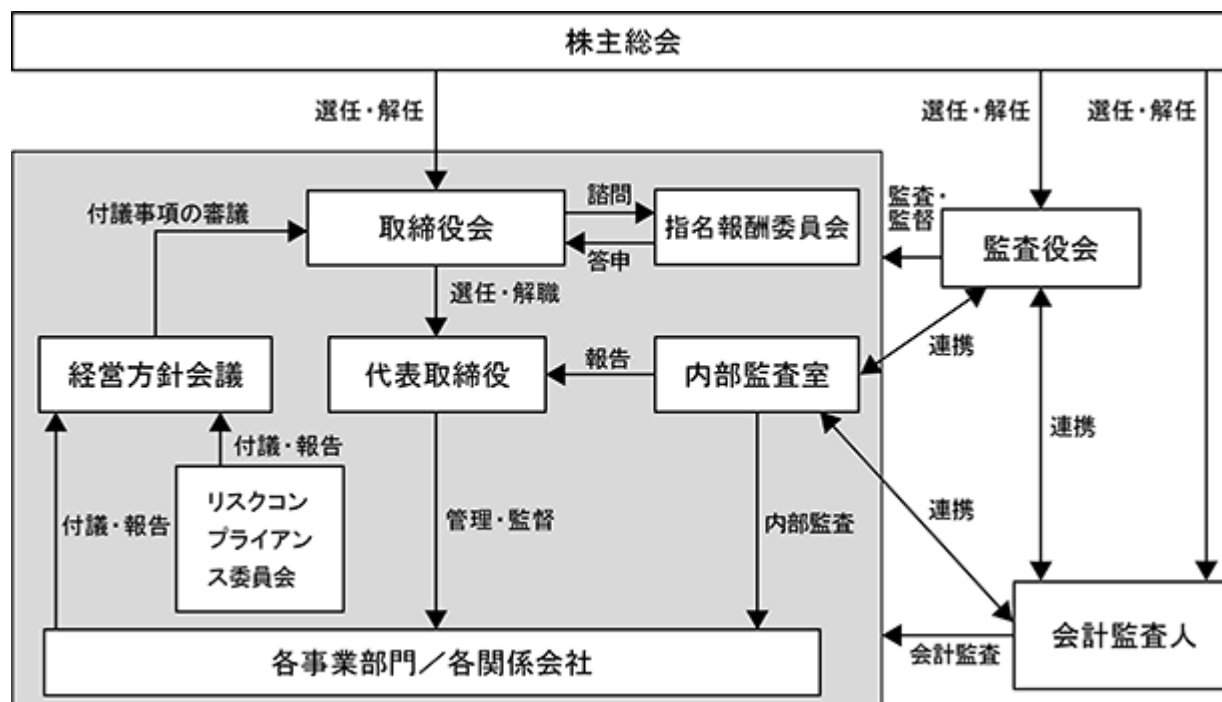 株主総会
選任・解任
選任・解任
選任・解任
付議事項の審議
取締役会
諮問
答申
指名報酬委員会
監査・
監督
監査役会
選任・解職
経営方針会議
代表取締役
報告
内部監査室
連携
連携
連携
付議・報告
付議・報告
リスクコン
プライアン
ス委員会
管理・監督
内部監査
会計監査
会計監査人
各事業部門／各関係会社